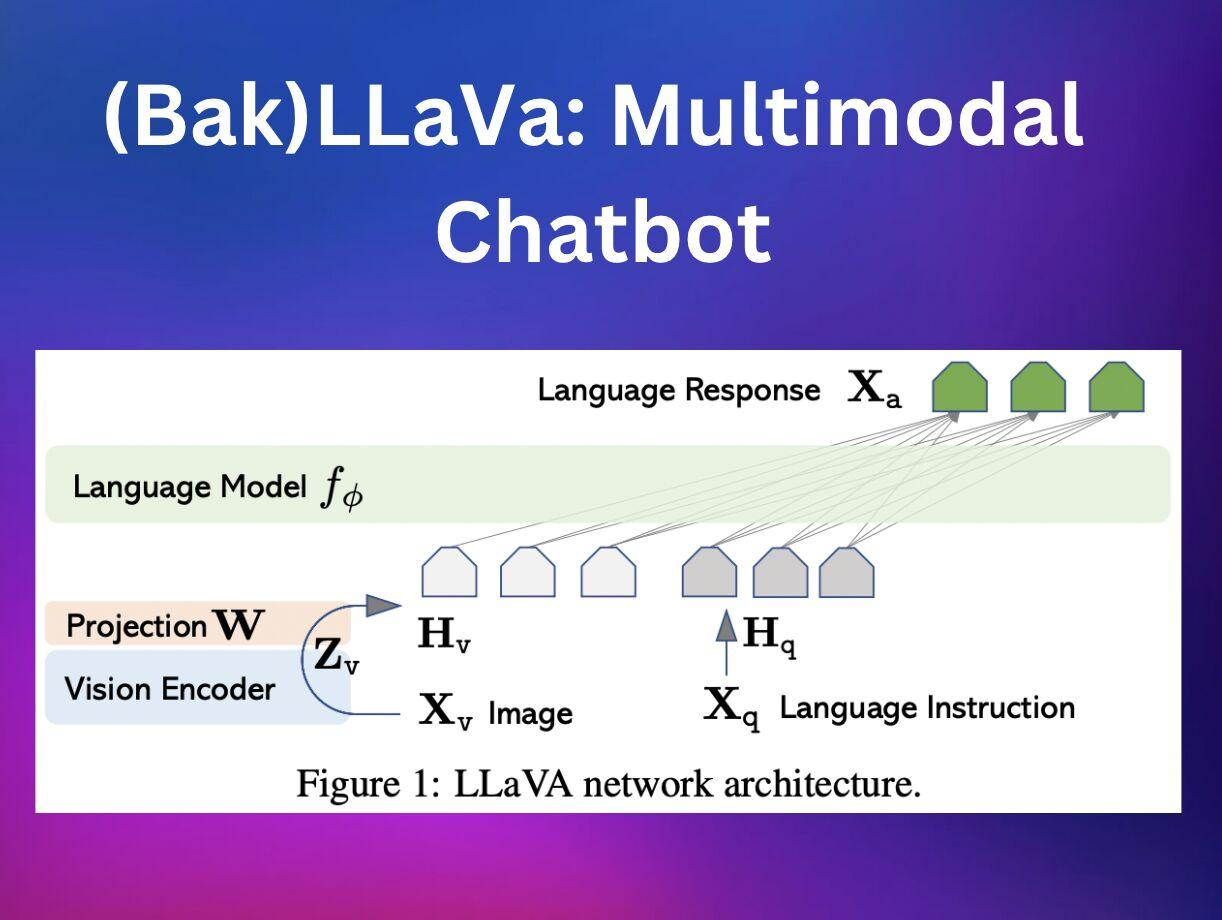 (Bak)LLaVa: Multimodal
Chatbot
Language Response Xa
Language Model fϕ
Projection W
Zv
Hv
Hq
Vision Encoder
Xv Image
Xq Language Instruction
Figure 1: LLaVA network architecture.